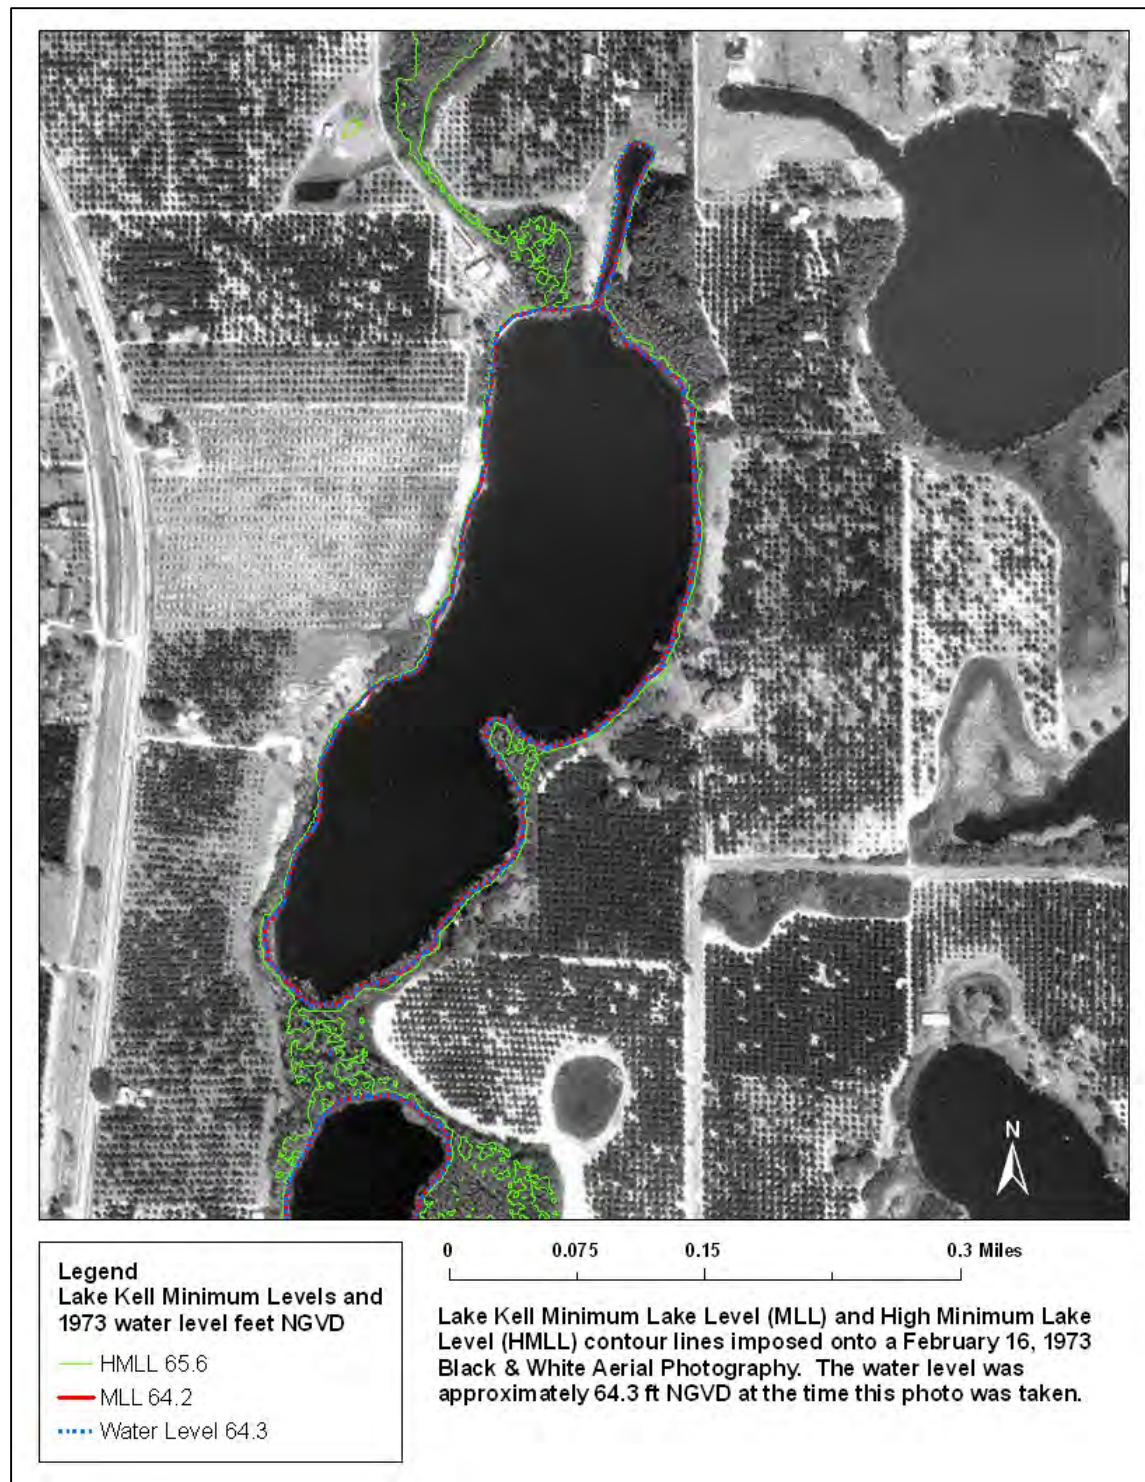 N
0 0.075 0.15 0.3 Miles
Legend
Lake Kell Minimum Levels and
1973 water level feet NGVD
HMLL 65.6
MLL 64.2
Water Level 64.3
Lake Kell Minimum Lake Level (MLL) and High Minimum Lake
Level (HMLL) contour lines imposed onto a February 16, 1973
Black & White Aerial Photography.  The water level was
approximately 64.3 ft NGVD at the time this photo was taken.